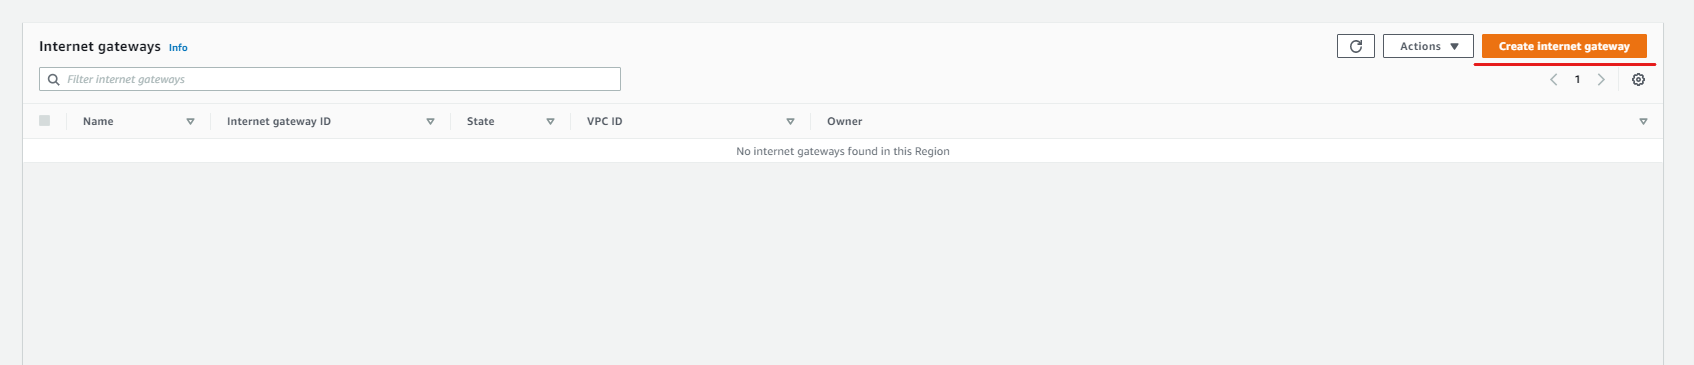 Internet gateways Info
Actions
Create internet gateway
Filter internet gateways
1
Name Internet gateway ID State VPC ID Owner
No internet gateways found in this Region